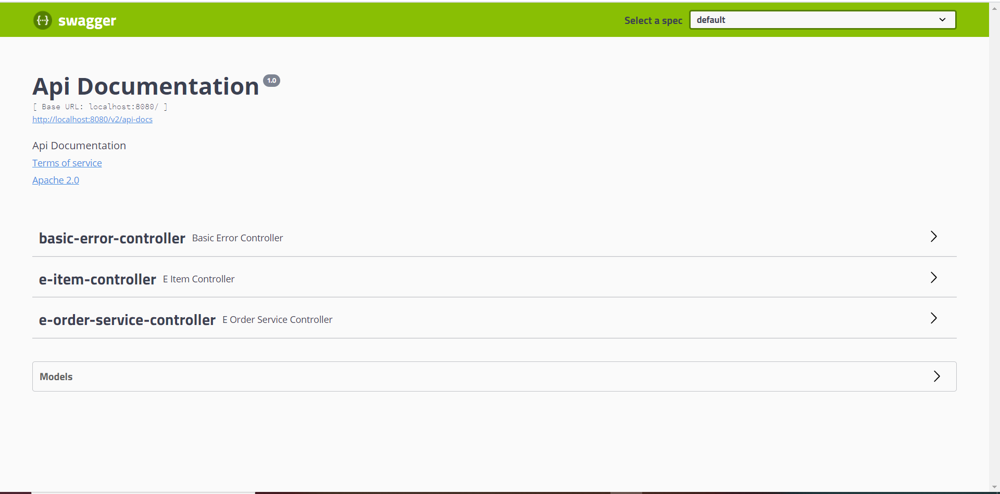 {···} swagger
Select a spec default
Api Documentation 1.0
[ Base URL: localhost:8080/ ]
http://localhost:8080/v2/api-docs
Api Documentation
Terms of service
Apache 2.0
basic-error-controller Basic Error Controller
e-item-controller E Item Controller
e-order-service-controller E Order Service Controller
Models